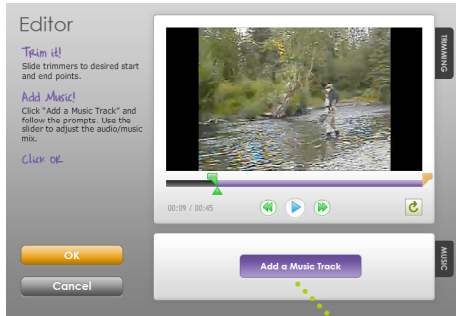 Editor
Trim it!
Slide trimmers to desired start
and end points.
Add Music!
Click "Add a Music Track" and
follow the prompts. Use the
slider to adjust the audio/music
mix.
Click OK
OK
Cancel
TRIMMING
00:09 / 00:45
Add a Music Track
MUSIC